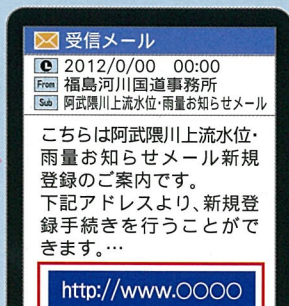 受信メール
2012/0/00 00:00
From 福島河川国道事務所
Sub 阿武隈川上流水位・雨量お知らせメール
こちらは阿武隈川上流水位・
雨量お知らせメール新規
登録のご案内です。
下記アドレスより、新規登
録手続きを行うことがで
きます。…
http://www.〇〇〇〇